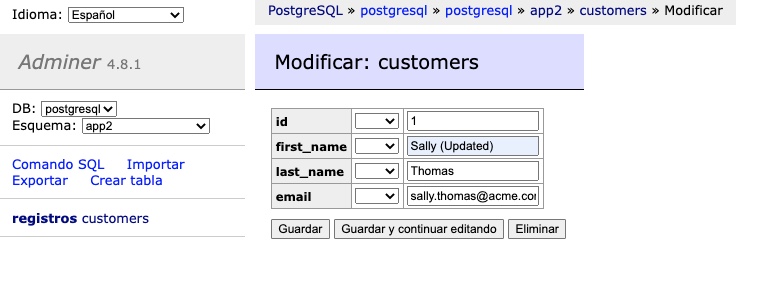 Idioma: Español
PostgreSQL » postgresql » postgresql » app2 » customers » Modificar
Adminer 4.8.1
Modificar: customers
DB: postgresql
Esquema: app2
Comando SQL Importar
Exportar Crear tabla
registros customers
id 1
first_name Sally (Updated)
last_name Thomas
email sally.thomas@acme.co
Guardar Guardar y continuar editando Eliminar